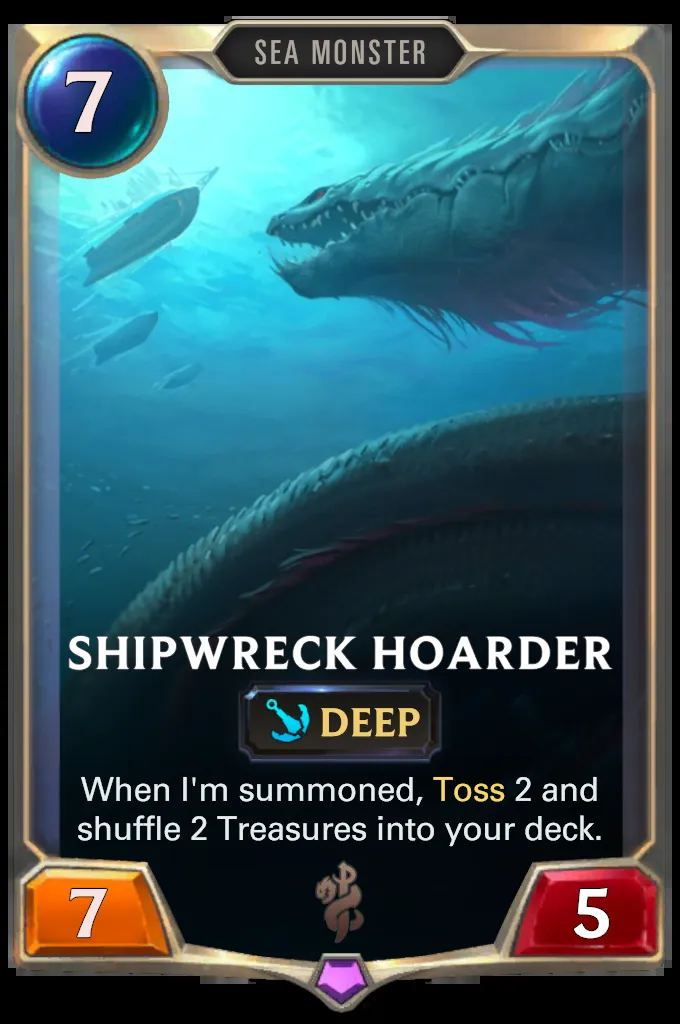 SEA MONSTER
7
SHIPWRECK HOARDER
DEEP
When I'm summoned, Toss 2 and
shuffle 2 Treasures into your deck.
7
5